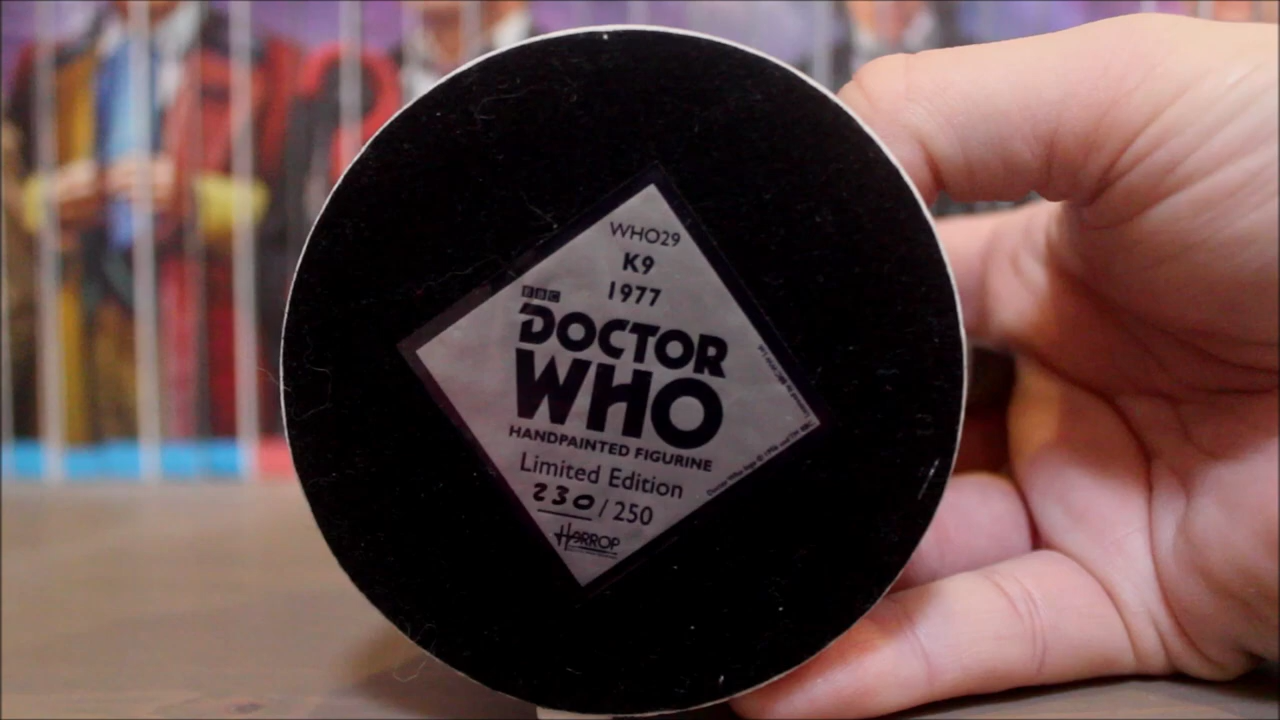 WHO29
K9
1977
BBC
DOCTOR
WHO
HANDPAINTED FIGURINE
Limited Edition
230/250
HARROP